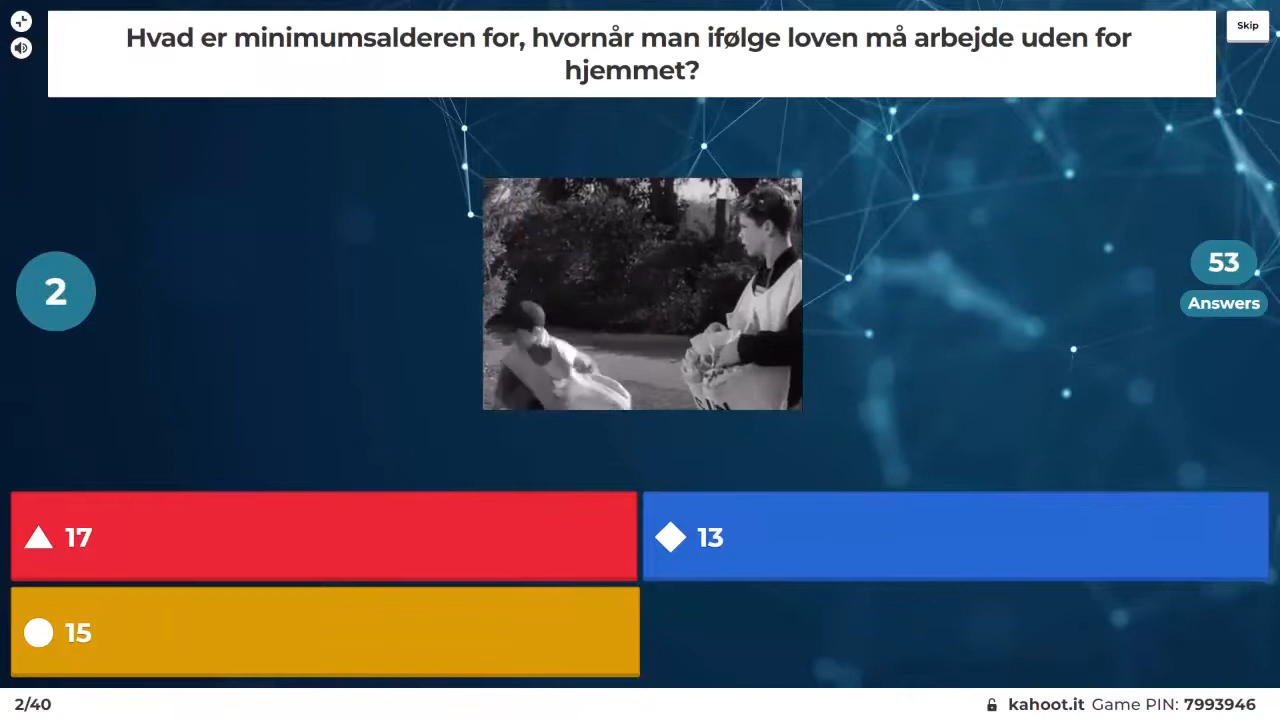 Hvad er minimumsalderen for, hvornår man ifølge loven må arbejde uden for
hjemmet?
Skip
2
53
Answers
17
13
15
2/40
kahoot.it Game PIN: 7993946